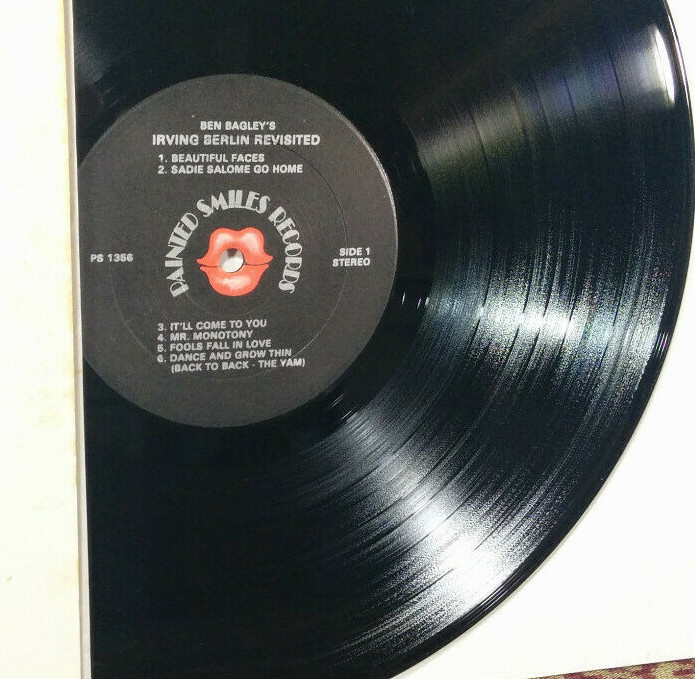 BEN BAGLEY'S
IRVING BERLIN REVISITED
1. BEAUTIFUL FACES
2. SADIE SALOME GO HOME
PAINTED SMILES RECORDS
PS 1356
SIDE 1
STEREO
3. IT'LL COME TO YOU
4. MR. MONOTONY
5. FOOLS FALL IN LOVE
6. DANCE AND GROW THIN
(BACK TO BACK - THE YAM)